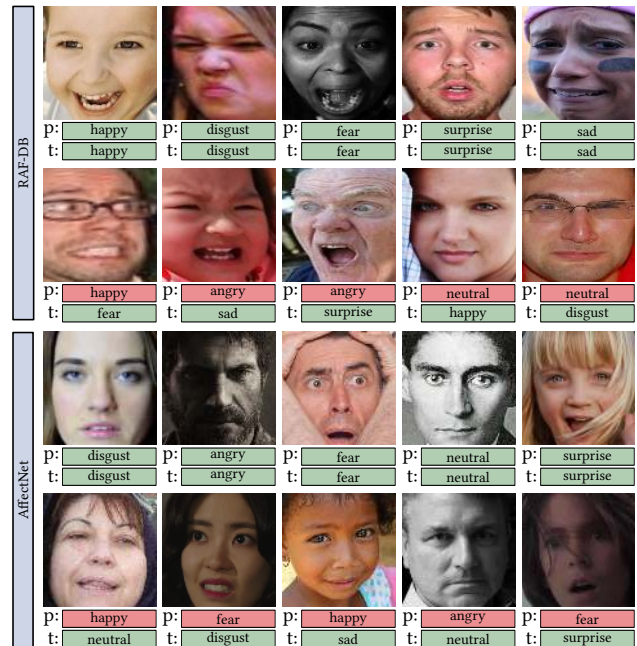 RAF-DB
p: happy p: disgust p: fear p: surprise p: sad
t: happy t: disgust t: fear t: surprise t: sad
p: happy p: angry p: angry p: neutral p: neutral
t: fear t: sad t: surprise t: happy t: disgust
AffectNet
p: disgust p: angry p: fear p: neutral p: surprise
t: disgust t: angry t: fear t: neutral t: surprise
p: happy p: fear p: happy p: angry p: fear
t: neutral t: disgust t: sad t: neutral t: surprise